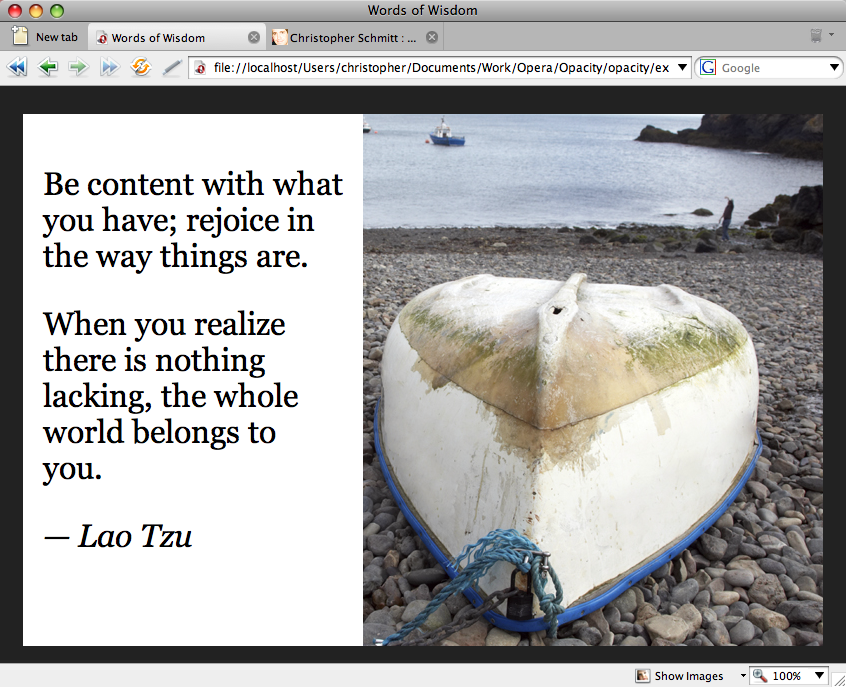 Words of Wisdom
New tab
Words of Wisdom
Christopher Schmitt : ...
file://localhost/Users/christopher/Documents/Work/Opera/Opacity/opacity/ex
Google
Be content with what
you have; rejoice in
the way things are.
When you realize
there is nothing
lacking, the whole
world belongs to
you.
— Lao Tzu
Show Images
100%